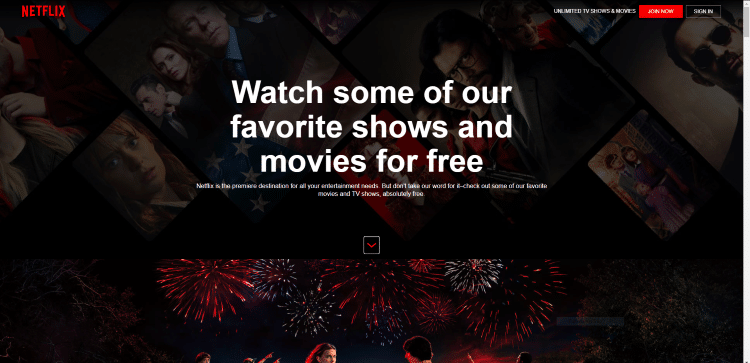 NETFLIX
UNLIMITED TV SHOWS & MOVIES
JOIN NOW
SIGN IN
Watch some of our
favorite shows and
movies for free
Netflix is the premiere destination for all your entertainment needs. But don't take our word for it–check out some of our favorite
movies and TV shows, absolutely free.